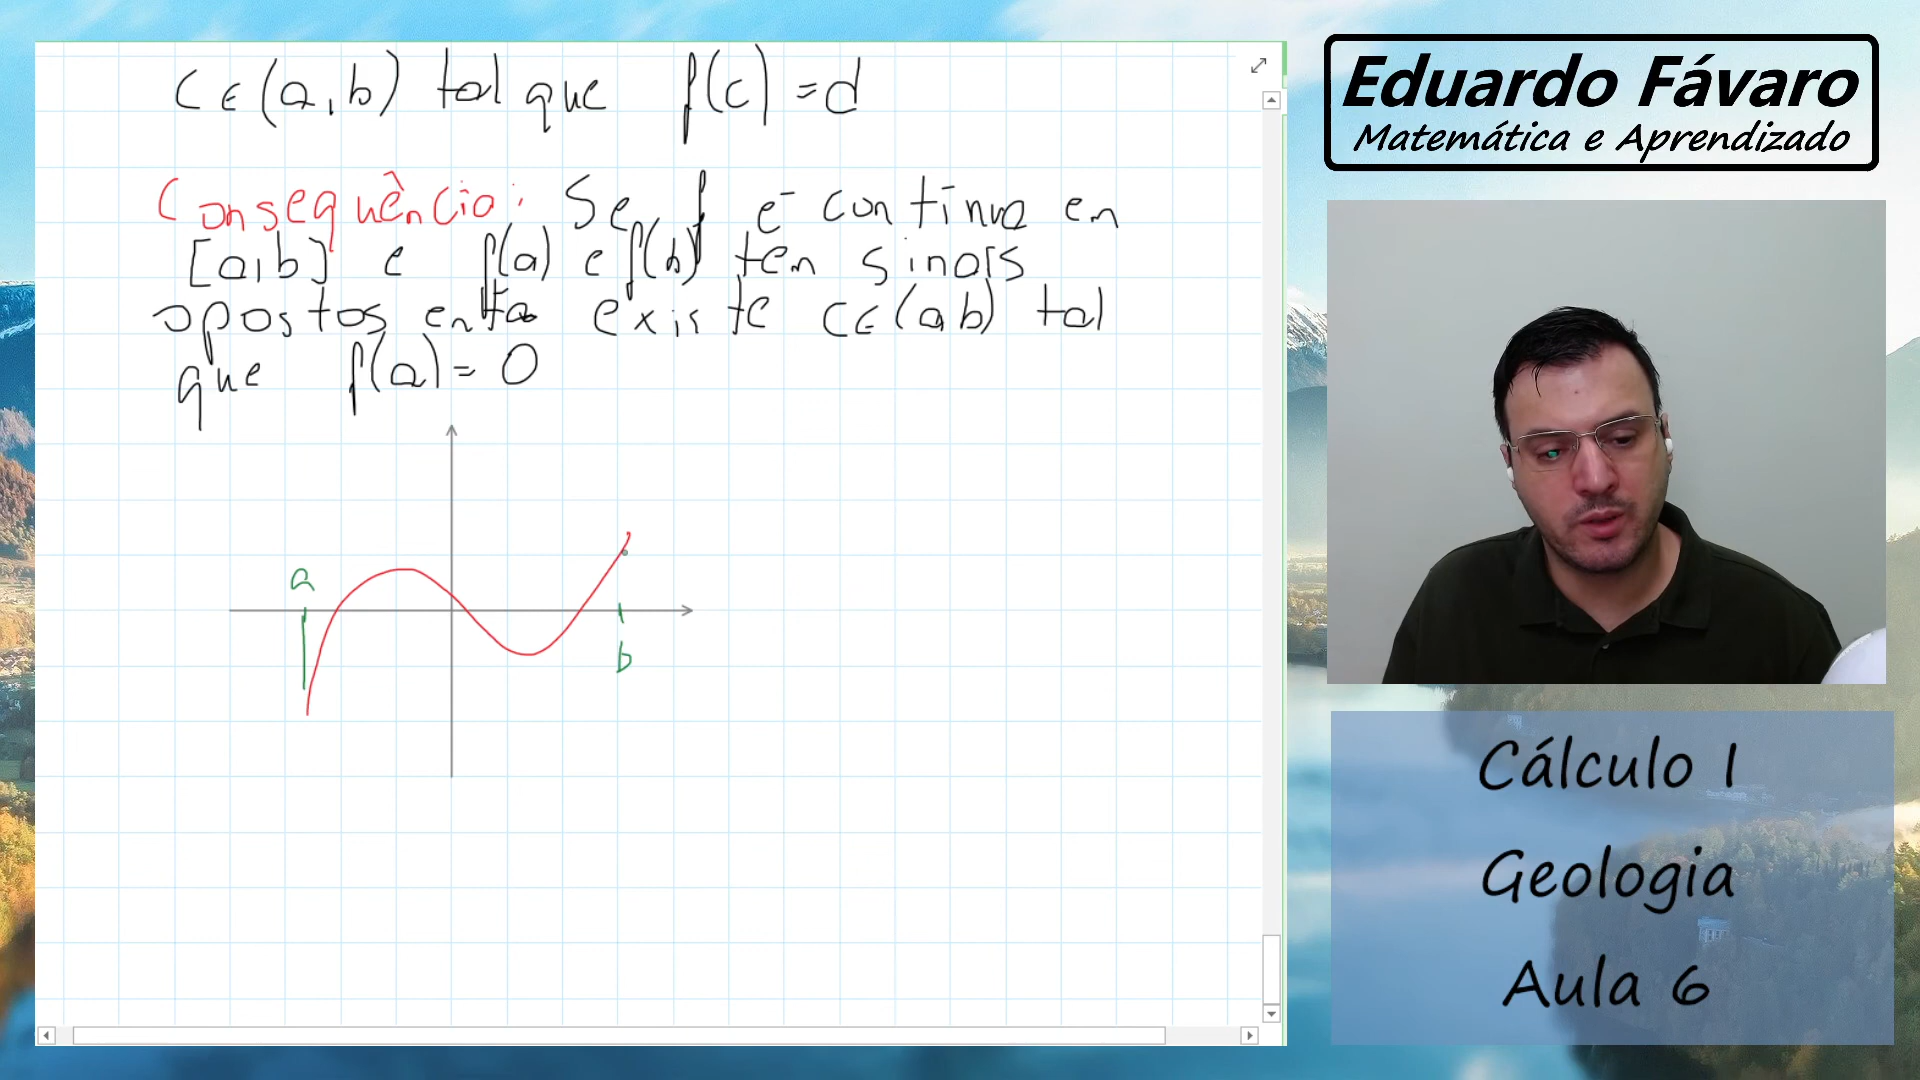 c ∈ (a, b) tal que f(c) = d
Consequência: Se f é contínua em
[a, b] e f(a) e f(b) tem sinais
opostos então existe c ∈ (a b) tal
que f(a) = 0
a
b
Eduardo Fávaro
Matemática e Aprendizado
Cálculo I
Geologia
Aula 6